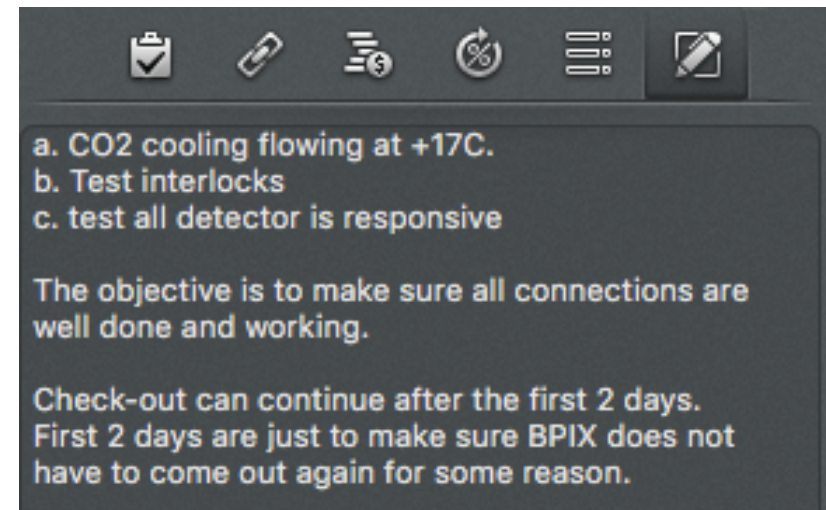 a. CO2 cooling flowing at +17C.
b. Test interlocks
c. test all detector is responsive
The objective is to make sure all connections are
well done and working.
Check-out can continue after the first 2 days.
First 2 days are just to make sure BPIX does not
have to come out again for some reason.